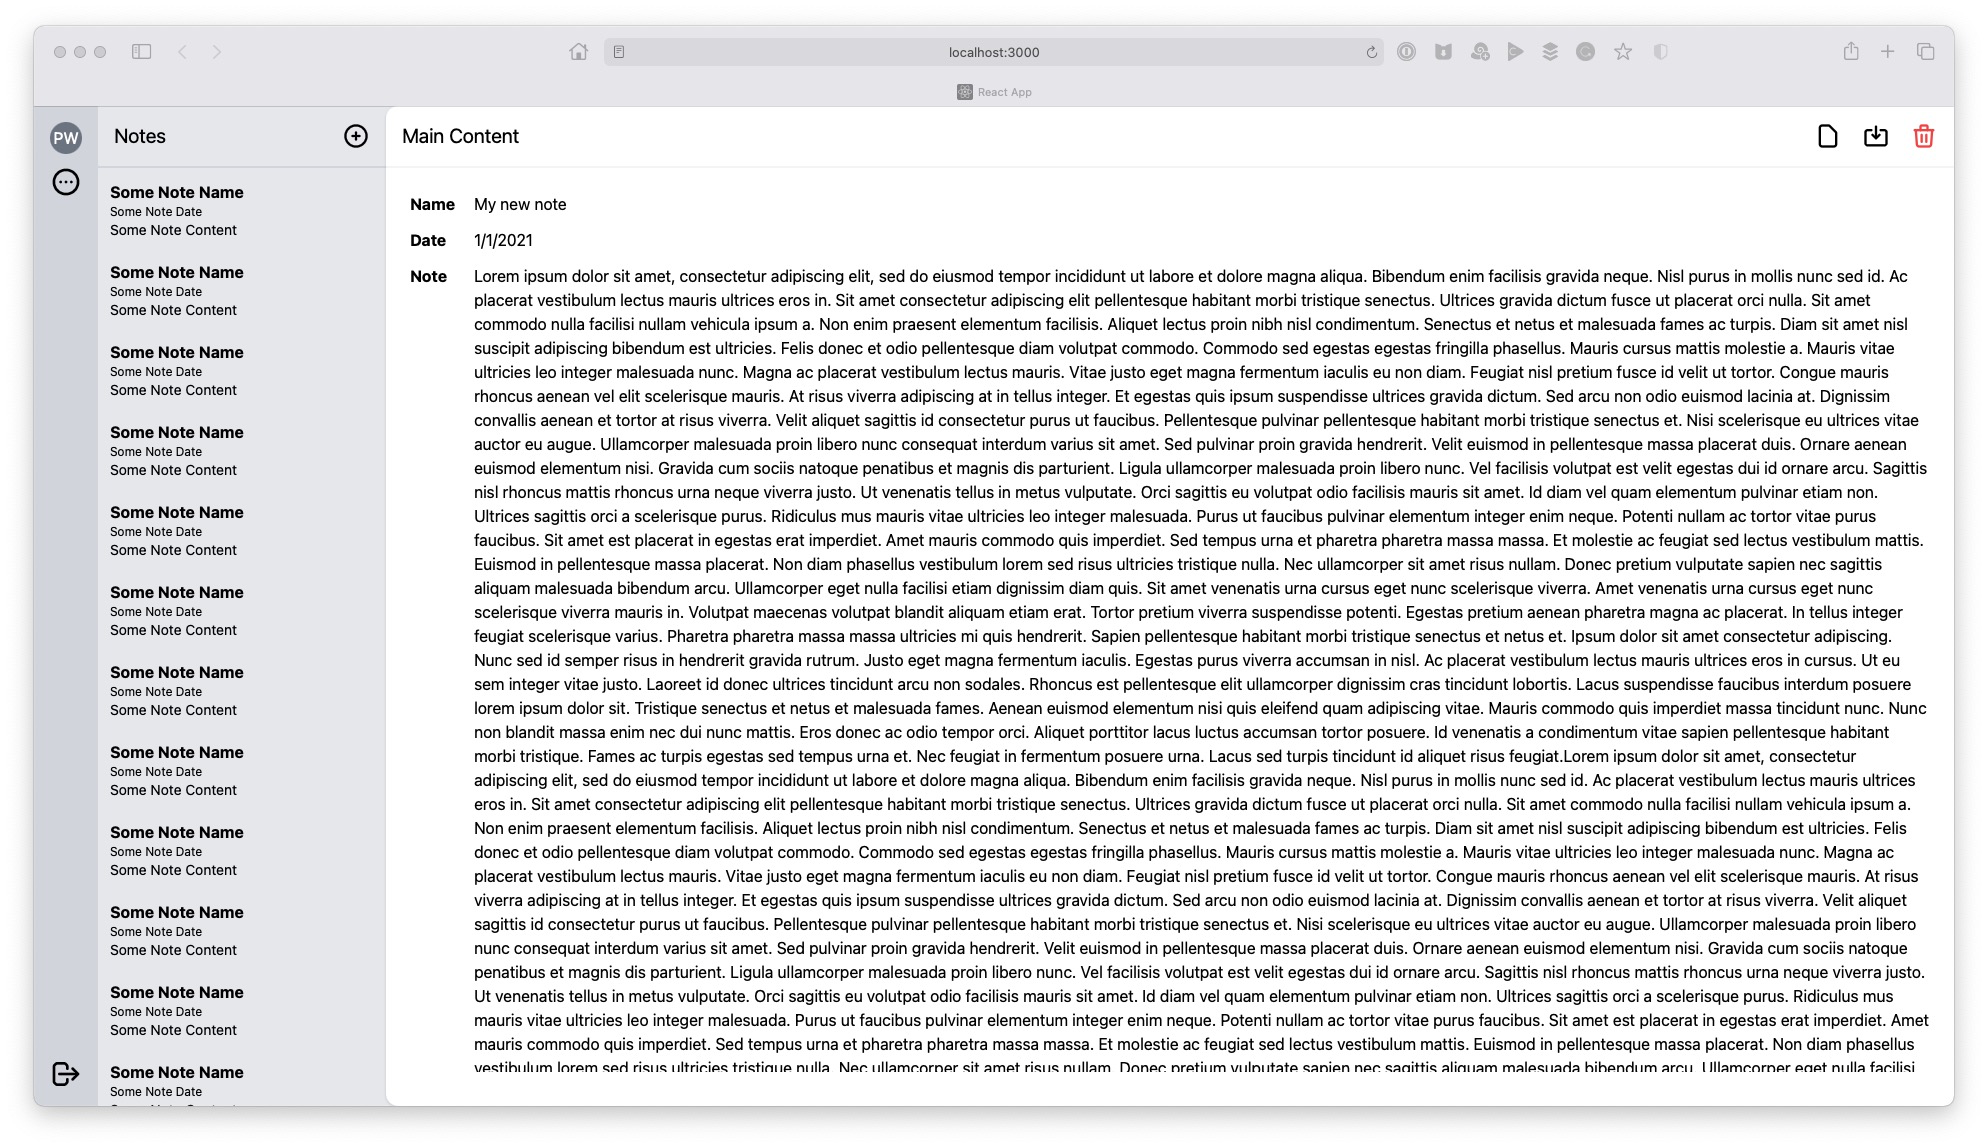 localhost:3000
React App
PW
Notes
Some Note Name
Some Note Date
Some Note Content
Some Note Name
Some Note Date
Some Note Content
Some Note Name
Some Note Date
Some Note Content
Some Note Name
Some Note Date
Some Note Content
Some Note Name
Some Note Date
Some Note Content
Some Note Name
Some Note Date
Some Note Content
Some Note Name
Some Note Date
Some Note Content
Some Note Name
Some Note Date
Some Note Content
Some Note Name
Some Note Date
Some Note Content
Some Note Name
Some Note Date
Some Note Content
Some Note Name
Some Note Date
Some Note Content
Some Note Name
Some Note Date
Main Content
Name My new note
Date 1/1/2021
Note Lorem ipsum dolor sit amet, consectetur adipiscing elit, sed do eiusmod tempor incididunt ut labore et dolore magna aliqua. Bibendum enim facilisis gravida neque. Nisl purus in mollis nunc sed id. Ac
placerat vestibulum lectus mauris ultrices eros in. Sit amet consectetur adipiscing elit pellentesque habitant morbi tristique senectus. Ultrices gravida dictum fusce ut placerat orci nulla. Sit amet
commodo nulla facilisi nullam vehicula ipsum a. Non enim praesent elementum facilisis. Aliquet lectus proin nibh nisl condimentum. Senectus et netus et malesuada fames ac turpis. Diam sit amet nisl
suscipit adipiscing bibendum est ultricies. Felis donec et odio pellentesque diam volutpat commodo. Commodo sed egestas egestas fringilla phasellus. Mauris cursus mattis molestie a. Mauris vitae
ultricies leo integer malesuada nunc. Magna ac placerat vestibulum lectus mauris. Vitae justo eget magna fermentum iaculis eu non diam. Feugiat nisl pretium fusce id velit ut tortor. Congue mauris
rhoncus aenean vel elit scelerisque mauris. At risus viverra adipiscing at in tellus integer. Et egestas quis ipsum suspendisse ultrices gravida dictum. Sed arcu non odio euismod lacinia at. Dignissim
convallis aenean et tortor at risus viverra. Velit aliquet sagittis id consectetur purus ut faucibus. Pellentesque pulvinar pellentesque habitant morbi tristique senectus et. Nisi scelerisque eu ultrices vitae
auctor eu augue. Ullamcorper malesuada proin libero nunc consequat interdum varius sit amet. Sed pulvinar proin gravida hendrerit. Velit euismod in pellentesque massa placerat duis. Ornare aenean
euismod elementum nisi. Gravida cum sociis natoque penatibus et magnis dis parturient. Ligula ullamcorper malesuada proin libero nunc. Vel facilisis volutpat est velit egestas dui id ornare arcu. Sagittis
nisl rhoncus mattis rhoncus urna neque viverra justo. Ut venenatis tellus in metus vulputate. Orci sagittis eu volutpat odio facilisis mauris sit amet. Id diam vel quam elementum pulvinar etiam non.
Ultrices sagittis orci a scelerisque purus. Ridiculus mus mauris vitae ultricies leo integer malesuada. Purus ut faucibus pulvinar elementum integer enim neque. Potenti nullam ac tortor vitae purus
faucibus. Sit amet est placerat in egestas erat imperdiet. Amet mauris commodo quis imperdiet. Sed tempus urna et pharetra pharetra massa massa. Et molestie ac feugiat sed lectus vestibulum mattis.
Euismod in pellentesque massa placerat. Non diam phasellus vestibulum lorem sed risus ultricies tristique nulla. Nec ullamcorper sit amet risus nullam. Donec pretium vulputate sapien nec sagittis
aliquam malesuada bibendum arcu. Ullamcorper eget nulla facilisi etiam dignissim diam quis. Sit amet venenatis urna cursus eget nunc scelerisque viverra. Amet venenatis urna cursus eget nunc
scelerisque viverra mauris in. Volutpat maecenas volutpat blandit aliquam etiam erat. Tortor pretium viverra suspendisse potenti. Egestas pretium aenean pharetra magna ac placerat. In tellus integer
feugiat scelerisque varius. Pharetra pharetra massa massa ultricies mi quis hendrerit. Sapien pellentesque habitant morbi tristique senectus et netus et. Ipsum dolor sit amet consectetur adipiscing.
Nunc sed id semper risus in hendrerit gravida rutrum. Justo eget magna fermentum iaculis. Egestas purus viverra accumsan in nisl. Ac placerat vestibulum lectus mauris ultrices eros in cursus. Ut eu
sem integer vitae justo. Laoreet id donec ultrices tincidunt arcu non sodales. Rhoncus est pellentesque elit ullamcorper dignissim cras tincidunt lobortis. Lacus suspendisse faucibus interdum posuere
lorem ipsum dolor sit. Tristique senectus et netus et malesuada fames. Aenean euismod elementum nisi quis eleifend quam adipiscing vitae. Mauris commodo quis imperdiet massa tincidunt nunc. Nunc
non blandit massa enim nec dui nunc mattis. Eros donec ac odio tempor orci. Aliquet porttitor lacus luctus accumsan tortor posuere. Id venenatis a condimentum vitae sapien pellentesque habitant
morbi tristique. Fames ac turpis egestas sed tempus urna et. Nec feugiat in fermentum posuere urna. Lacus sed turpis tincidunt id aliquet risus feugiat.Lorem ipsum dolor sit amet, consectetur
adipiscing elit, sed do eiusmod tempor incididunt ut labore et dolore magna aliqua. Bibendum enim facilisis gravida neque. Nisl purus in mollis nunc sed id. Ac placerat vestibulum lectus mauris ultrices
eros in. Sit amet consectetur adipiscing elit pellentesque habitant morbi tristique senectus. Ultrices gravida dictum fusce ut placerat orci nulla. Sit amet commodo nulla facilisi nullam vehicula ipsum a.
Non enim praesent elementum facilisis. Aliquet lectus proin nibh nisl condimentum. Senectus et netus et malesuada fames ac turpis. Diam sit amet nisl suscipit adipiscing bibendum est ultricies. Felis
donec et odio pellentesque diam volutpat commodo. Commodo sed egestas egestas fringilla phasellus. Mauris cursus mattis molestie a. Mauris vitae ultricies leo integer malesuada nunc. Magna ac
placerat vestibulum lectus mauris. Vitae justo eget magna fermentum iaculis eu non diam. Feugiat nisl pretium fusce id velit ut tortor. Congue mauris rhoncus aenean vel elit scelerisque mauris. At risus
viverra adipiscing at in tellus integer. Et egestas quis ipsum suspendisse ultrices gravida dictum. Sed arcu non odio euismod lacinia at. Dignissim convallis aenean et tortor at risus viverra. Velit aliquet
sagittis id consectetur purus ut faucibus. Pellentesque pulvinar pellentesque habitant morbi tristique senectus et. Nisi scelerisque eu ultrices vitae auctor eu augue. Ullamcorper malesuada proin libero
nunc consequat interdum varius sit amet. Sed pulvinar proin gravida hendrerit. Velit euismod in pellentesque massa placerat duis. Ornare aenean euismod elementum nisi. Gravida cum sociis natoque
penatibus et magnis dis parturient. Ligula ullamcorper malesuada proin libero nunc. Vel facilisis volutpat est velit egestas dui id ornare arcu. Sagittis nisl rhoncus mattis rhoncus urna neque viverra justo.
Ut venenatis tellus in metus vulputate. Orci sagittis eu volutpat odio facilisis mauris sit amet. Id diam vel quam elementum pulvinar etiam non. Ultrices sagittis orci a scelerisque purus. Ridiculus mus
mauris vitae ultricies leo integer malesuada. Purus ut faucibus pulvinar elementum integer enim neque. Potenti nullam ac tortor vitae purus faucibus. Sit amet est placerat in egestas erat imperdiet. Amet
mauris commodo quis imperdiet. Sed tempus urna et pharetra pharetra massa massa. Et molestie ac feugiat sed lectus vestibulum mattis. Euismod in pellentesque massa placerat. Non diam phasellus
vestibulum lorem sed risus ultricies tristique nulla. Nec ullamcorper sit amet risus nullam. Donec pretium vulputate sapien nec sagittis aliquam malesuada bibendum arcu. Ullamcorper eget nulla facilisi